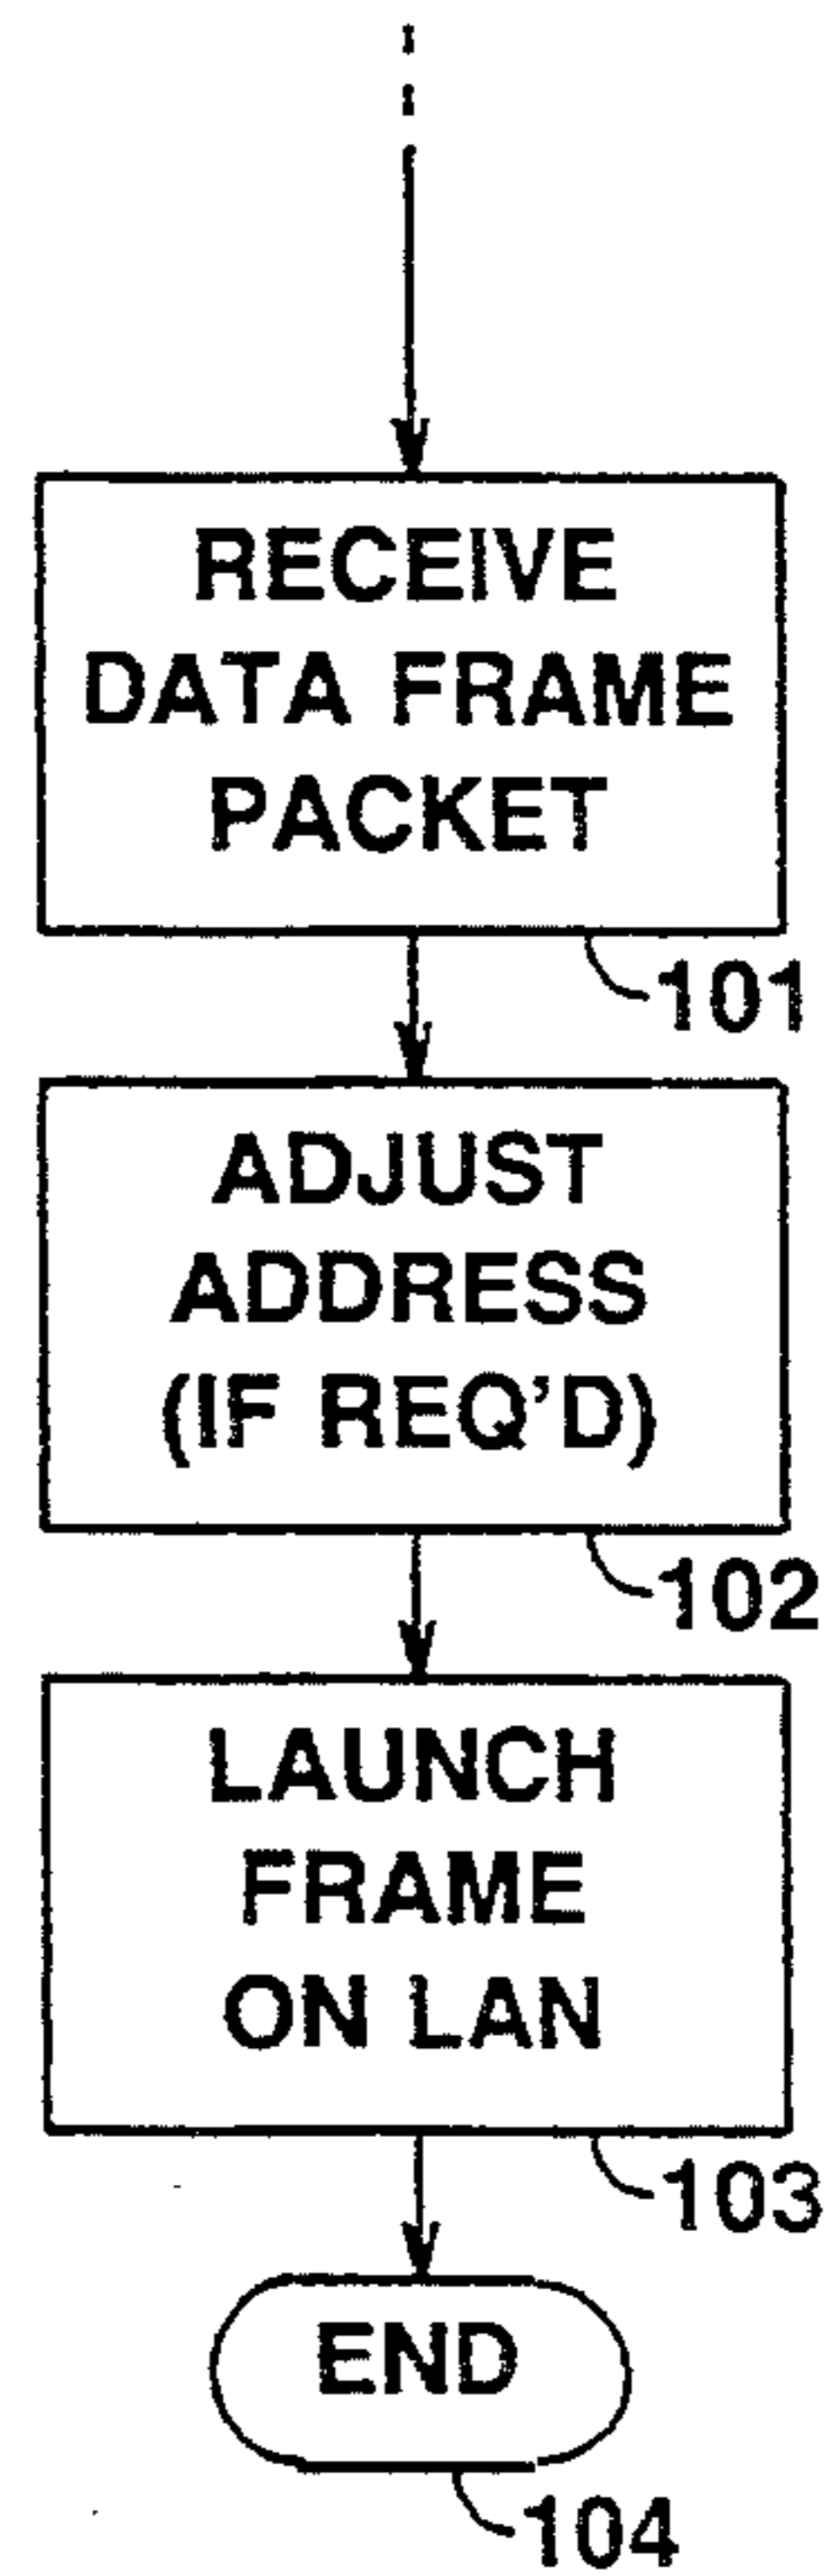 RECEIVE
DATA FRAME
PACKET
101
ADJUST
ADDRESS
(IF REQ'D)
102
LAUNCH
FRAME
ON LAN
103
END
104